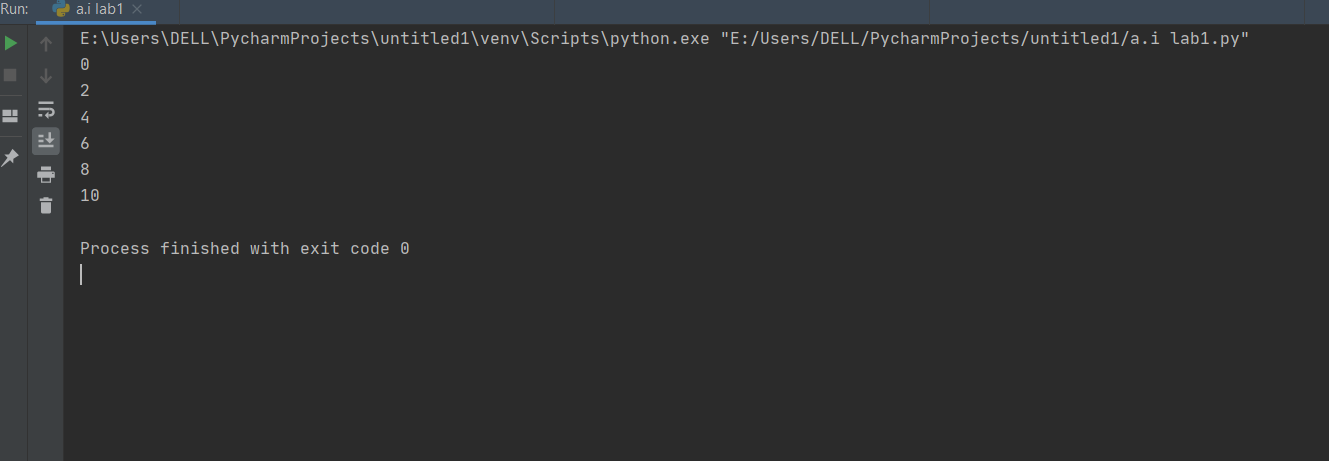 Run: a.i lab1
E:\Users\DELL\PycharmProjects\untitled1\venv\Scripts\python.exe "E:/Users/DELL/PycharmProjects/untitled1/a.i lab1.py"
0
2
4
6
8
10
Process finished with exit code 0